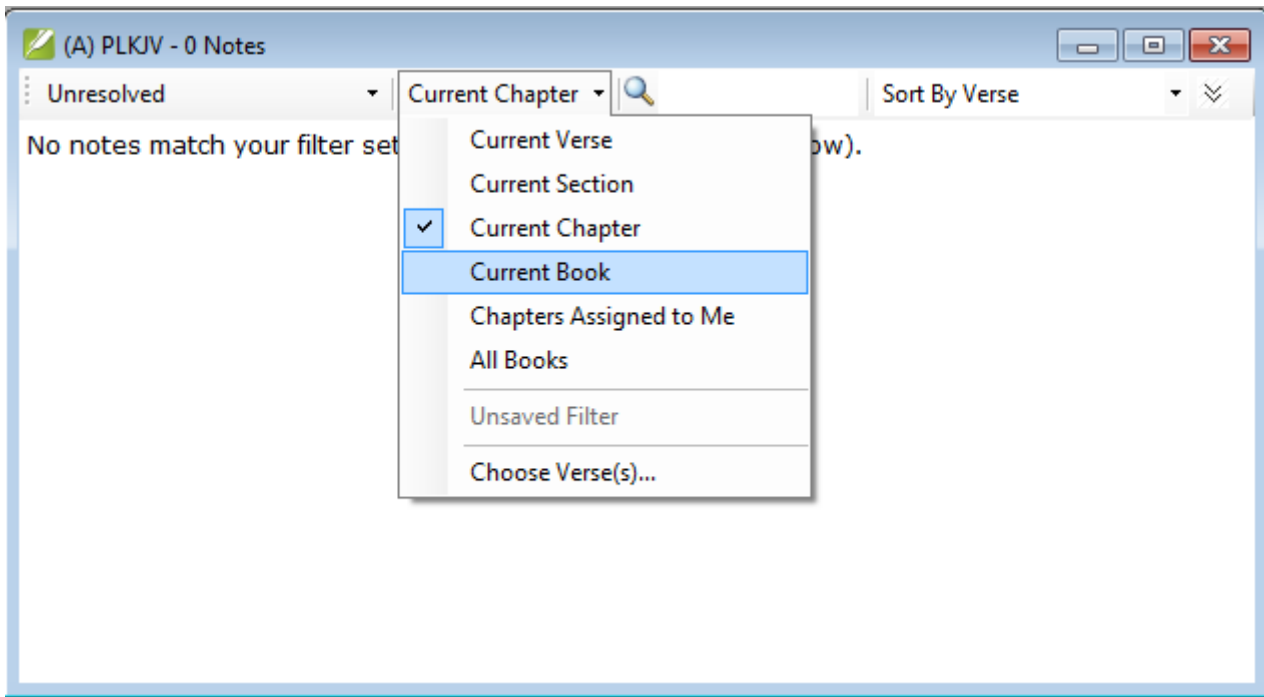 (A) PLKJV - 0 Notes
Unresolved Current Chapter Sort By Verse
No notes match your filter set ow).
Current Verse
Current Section
Current Chapter
Current Book
Chapters Assigned to Me
All Books
Unsaved Filter
Choose Verse(s)...